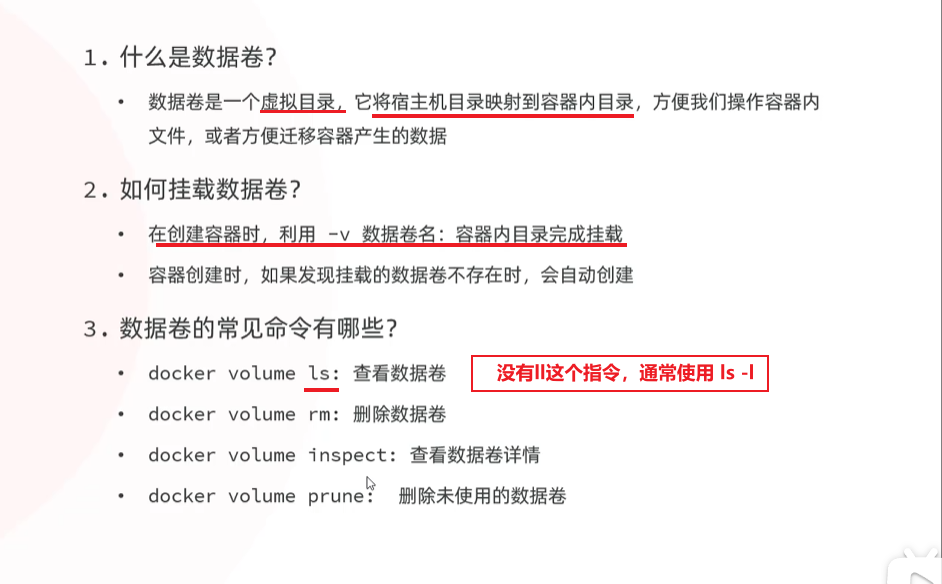 1. 什么是数据卷?
• 数据卷是一个虚拟目录，它将宿主机目录映射到容器内目录，方便我们操作容器内
文件，或者方便迁移容器产生的数据
2. 如何挂载数据卷?
• 在创建容器时，利用 -v 数据卷名：容器内目录完成挂载
• 容器创建时，如果发现挂载的数据卷不存在时，会自动创建
3. 数据卷的常见命令有哪些?
• docker volume ls: 查看数据卷 没有ll这个指令，通常使用 ls -l
• docker volume rm: 删除数据卷
• docker volume inspect: 查看数据卷详情
• docker volume prune: 删除未使用的数据卷